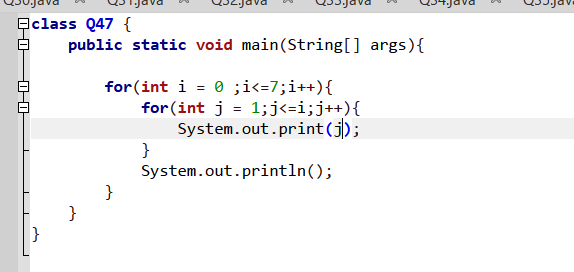 Q30.java Q31.java Q32.java Q33.java Q34.java Q35.java
class Q47 {
    public static void main(String[] args){
        for(int i = 0 ;i<=7;i++){
            for(int j = 1;j<=i;j++){
                System.out.print(j);
            }
            System.out.println();
        }
    }
}